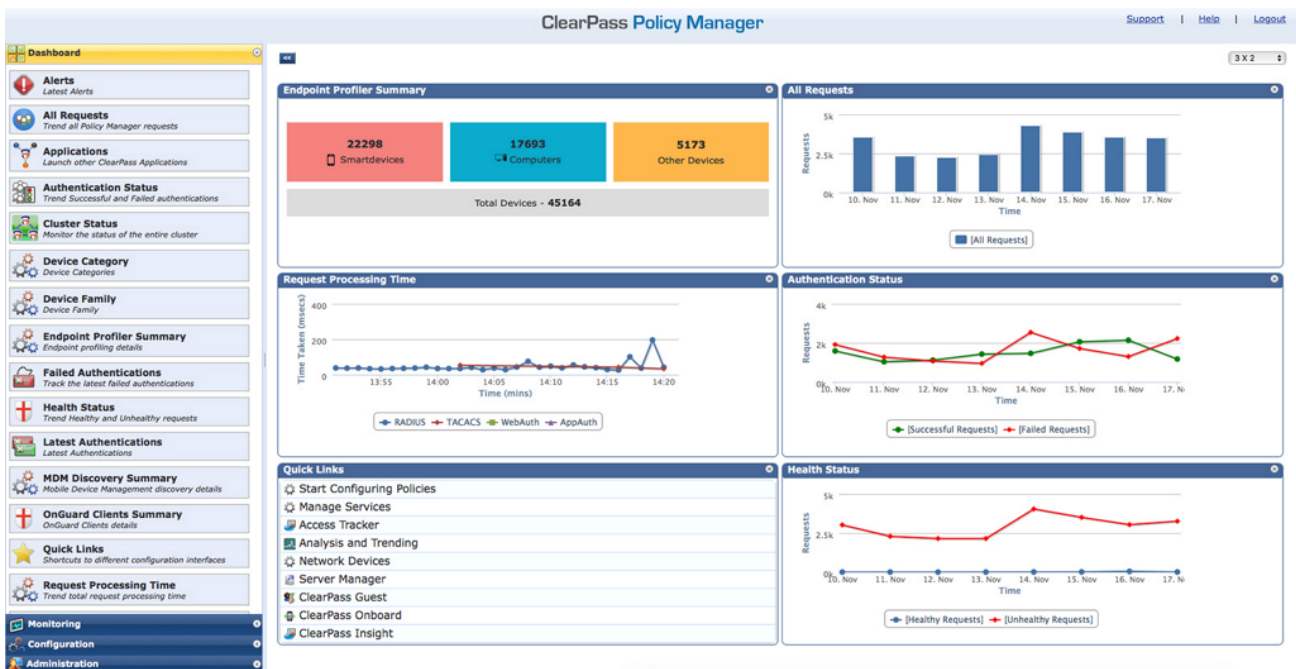 ClearPass Policy Manager
Support | Help | Logout
Dashboard
Alerts
Latest Alerts
All Requests
Trend all Policy Manager requests
Applications
Launch other ClearPass Applications
Authentication Status
Trend Successful and Failed authentications
Cluster Status
Monitor the status of the entire cluster
Device Category
Device Categories
Device Family
Device Family
Endpoint Profiler Summary
Endpoint profiling details
Failed Authentications
Track the latest failed authentications
Health Status
Trend Healthy and Unhealthy requests
Latest Authentications
Latest Authentications
MDM Discovery Summary
Mobile Device Management discovery details
OnGuard Clients Summary
OnGuard Clients details
Quick Links
Shortcuts to different configuration interfaces
Request Processing Time
Trend total request processing time
Monitoring
Configuration
Administration
<<
3 X 2
Endpoint Profiler Summary
22298
Smartdevices
17693
Computers
5173
Other Devices
Total Devices - 45164
All Requests
Requests
5k
2.5k
0k
10. Nov 11. Nov 12. Nov 13. Nov 14. Nov 15. Nov 16. Nov 17. Nov
Time
[All Requests]
Request Processing Time
Time Taken (msecs)
400
200
0
13:55 14:00 14:05 14:10 14:15 14:20
Time (mins)
RADIUS TACACS WebAuth AppAuth
Authentication Status
Requests
4k
2k
0k
10. Nov 11. Nov 12. Nov 13. Nov 14. Nov 15. Nov 16. Nov 17. N
Time
[Successful Requests] [Failed Requests]
Quick Links
Start Configuring Policies
Manage Services
Access Tracker
Analysis and Trending
Network Devices
Server Manager
ClearPass Guest
ClearPass Onboard
ClearPass Insight
Health Status
Requests
5k
2.5k
0k
10. Nov 11. Nov 12. Nov 13. Nov 14. Nov 15. Nov 16. Nov 17. N
Time
[Healthy Requests] [Unhealthy Requests]